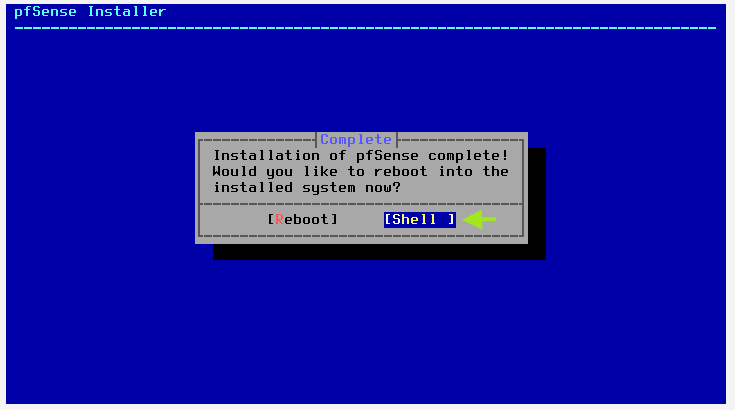 pfSense Installer
Complete
Installation of pfSense complete!
Would you like to reboot into the
installed system now?
[Reboot] [Shell ]